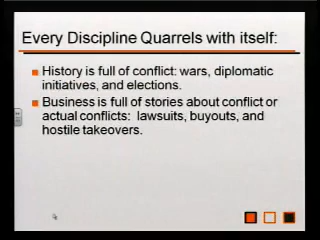 Every Discipline Quarrels with itself:
History is full of conflict: wars, diplomatic
initiatives, and elections.
Business is full of stories about conflict or
actual conflicts:  lawsuits, buyouts, and
hostile takeovers.